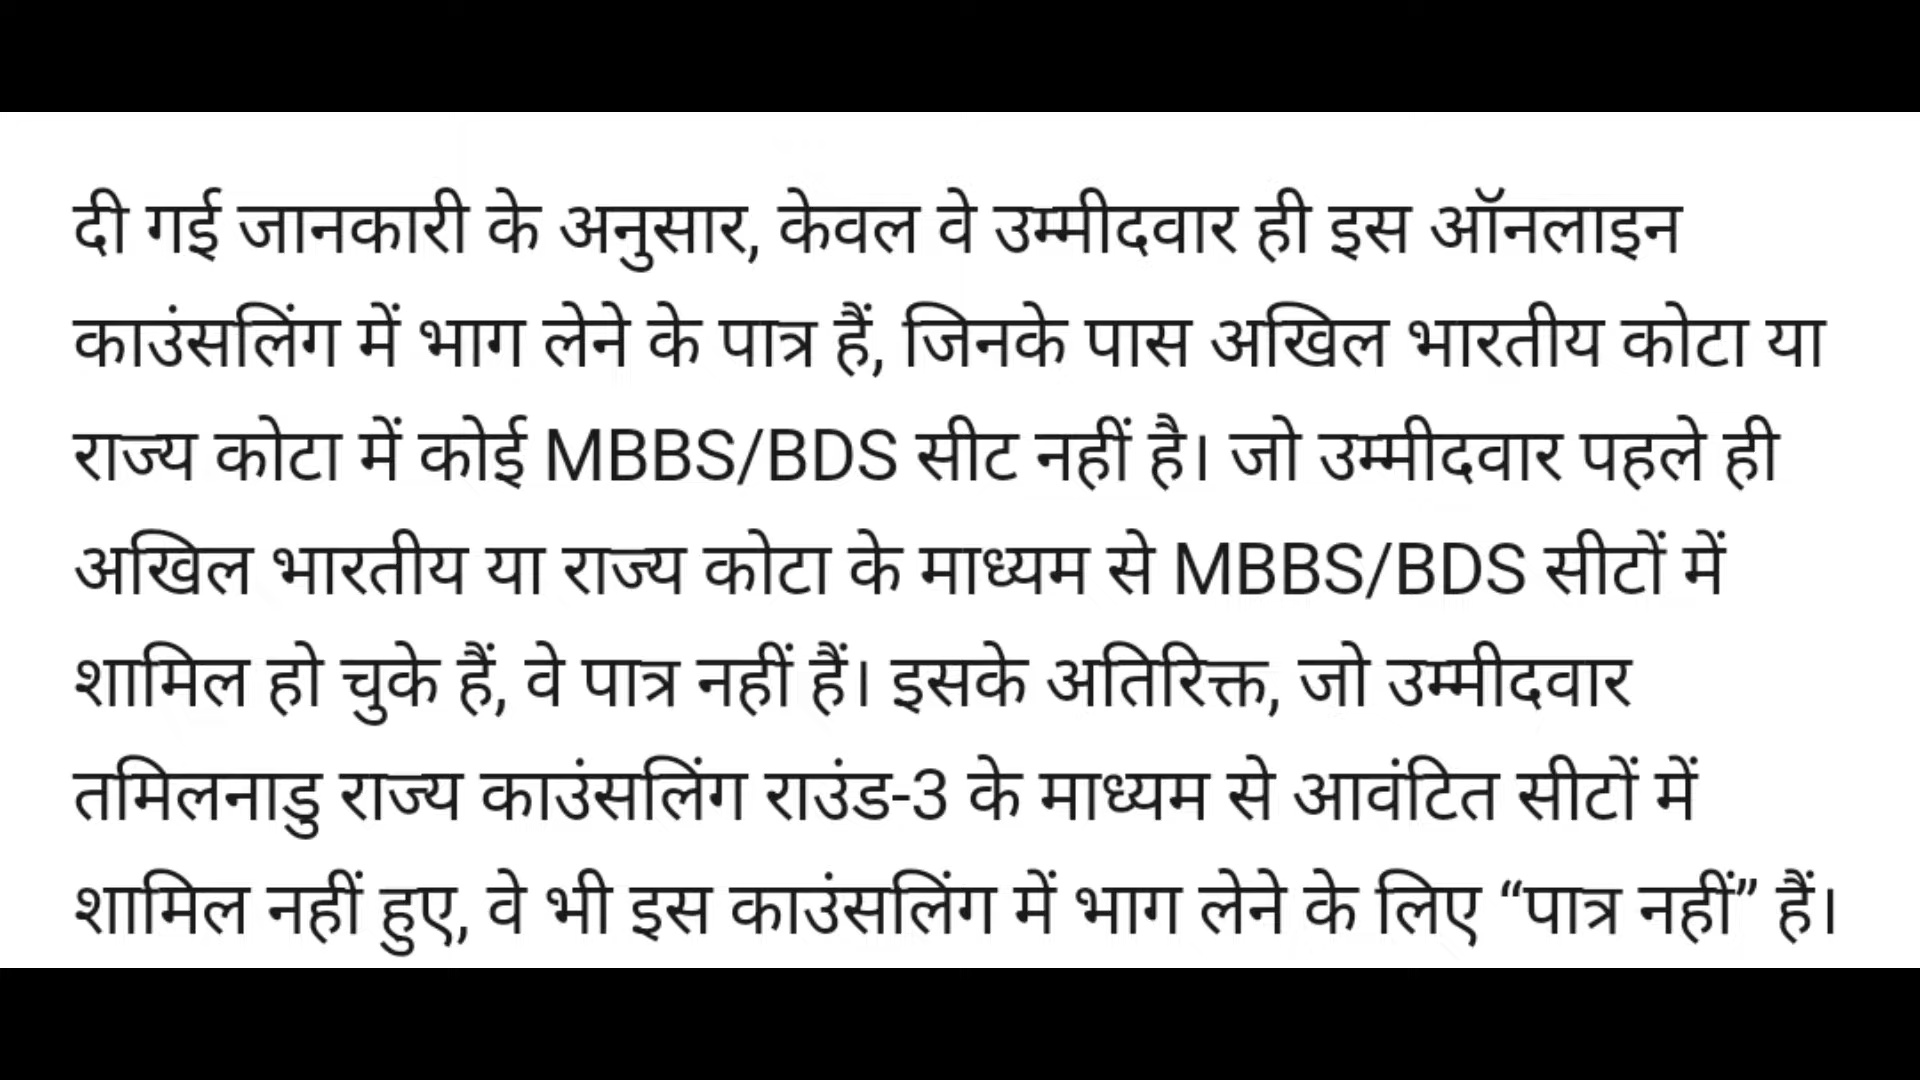 दी गई जानकारी के अनुसार, केवल वे उम्मीदवार ही इस ऑनलाइन
काउंसलिंग में भाग लेने के पात्र हैं, जिनके पास अखिल भारतीय कोटा या
राज्य कोटा में कोई MBBS/BDS सीट नहीं है। जो उम्मीदवार पहले ही
अखिल भारतीय या राज्य कोटा के माध्यम से MBBS/BDS सीटों में
शामिल हो चुके हैं, वे पात्र नहीं हैं। इसके अतिरिक्त, जो उम्मीदवार
तमिलनाडु राज्य काउंसलिंग राउंड-3 के माध्यम से आवंटित सीटों में
शामिल नहीं हुए, वे भी इस काउंसलिंग में भाग लेने के लिए “पात्र नहीं” हैं।